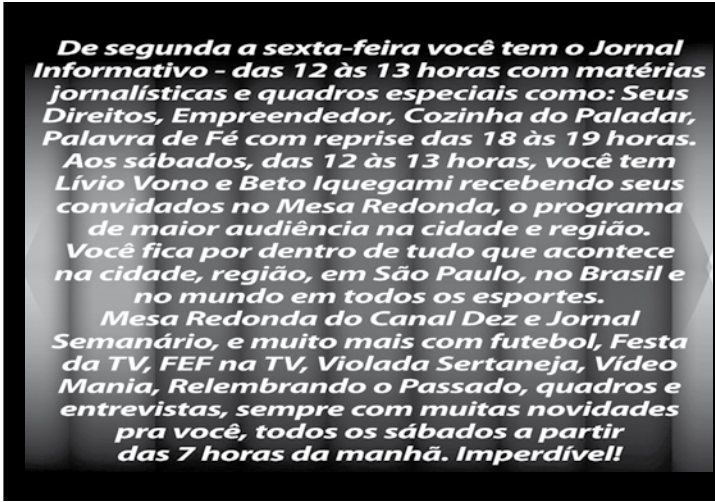 De segunda a sexta-feira você tem o Jornal
Informativo - das 12 às 13 horas com matérias
jornalísticas e quadros especiais como: Seus
Direitos, Empreendedor, Cozinha do Paladar,
Palavra de Fé com reprise das 18 às 19 horas.
Aos sábados, das 12 às 13 horas, você tem
Lívio Vono e Beto Iquegami recebendo seus
convidados no Mesa Redonda, o programa
de maior audiência na cidade e região.
Você fica por dentro de tudo que acontece
na cidade, região, em São Paulo, no Brasil e
no mundo em todos os esportes.
Mesa Redonda do Canal Dez e Jornal
Semanário, e muito mais com futebol, Festa
da TV, FEF na TV, Violada Sertaneja, Vídeo
Mania, Relembrando o Passado, quadros e
entrevistas, sempre com muitas novidades
pra você, todos os sábados a partir
das 7 horas da manhã. Imperdível!